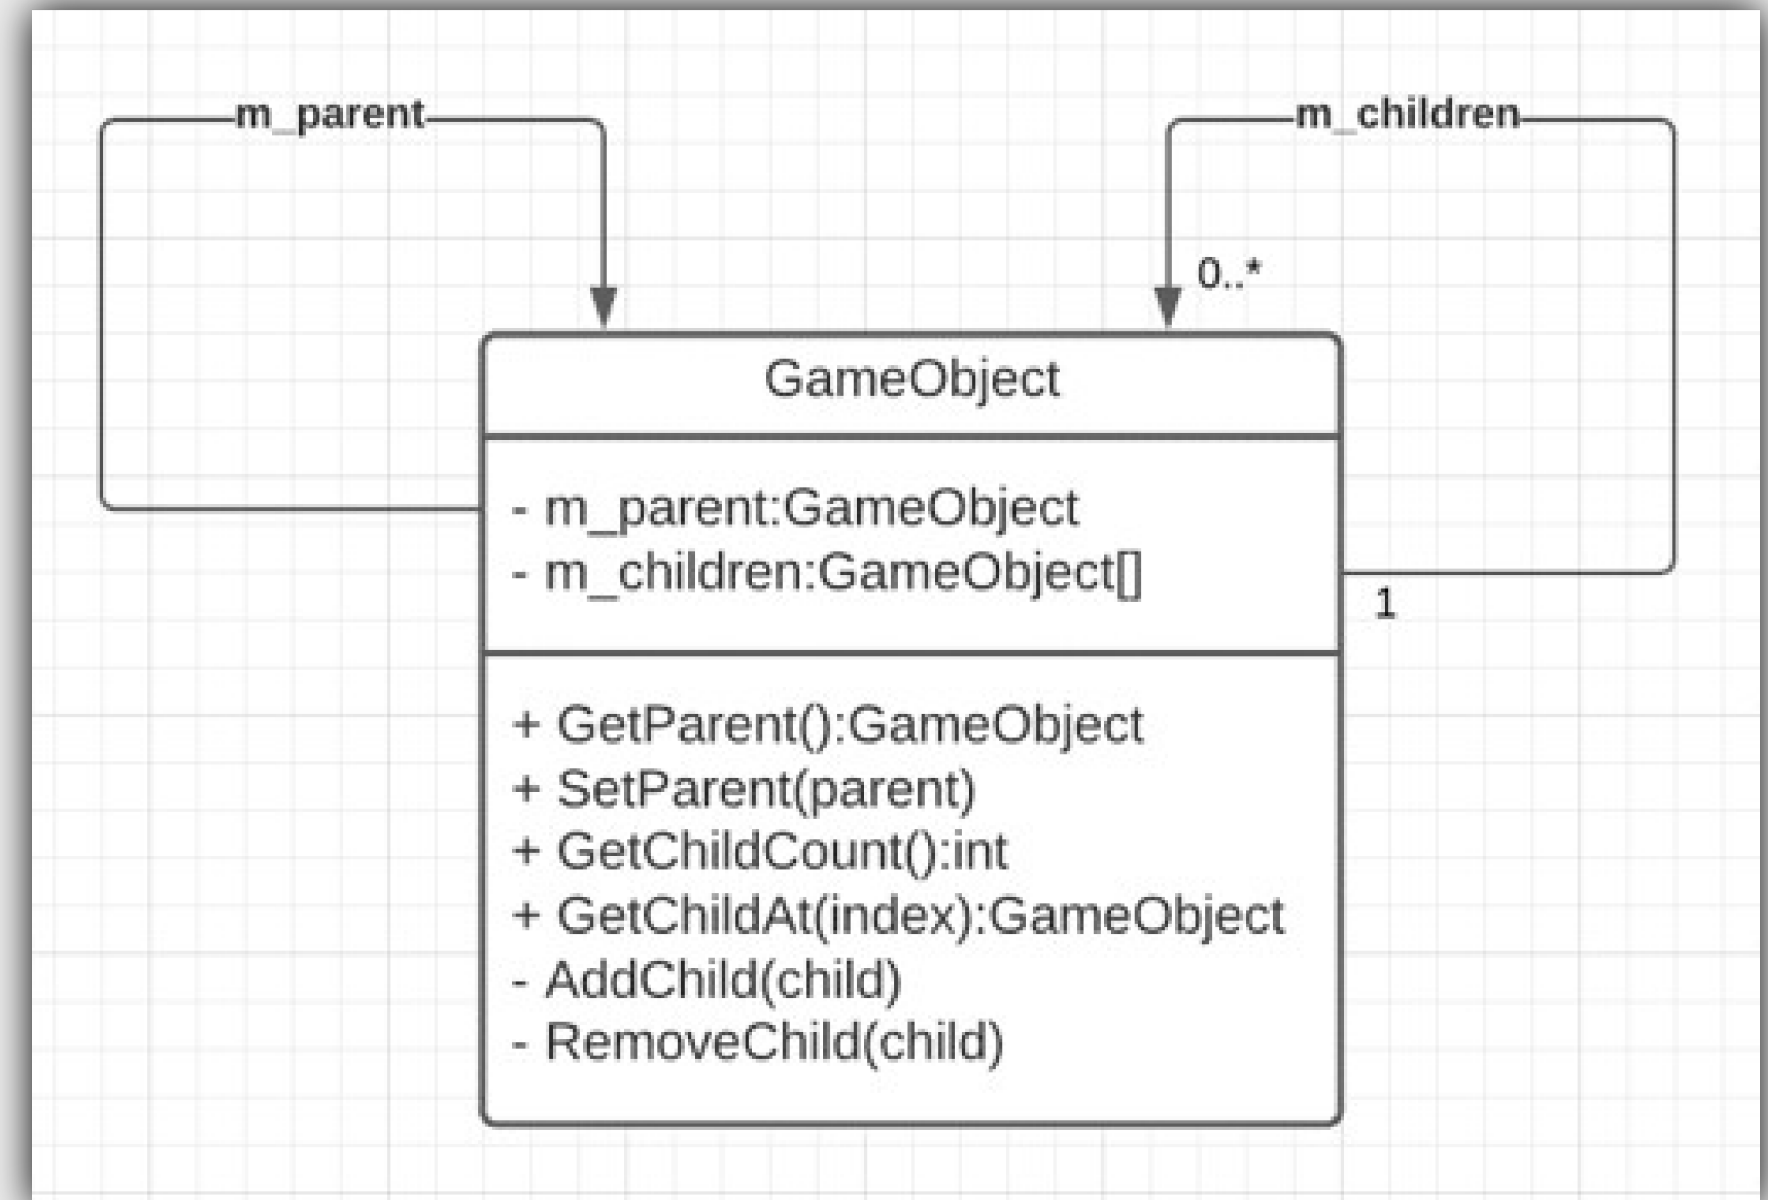 m_parent
m_children
0..*
GameObject
- m_parent:GameObject
- m_children:GameObject[]
1
+ GetParent():GameObject
+ SetParent(parent)
+ GetChildCount():int
+ GetChildAt(index):GameObject
- AddChild(child)
- RemoveChild(child)